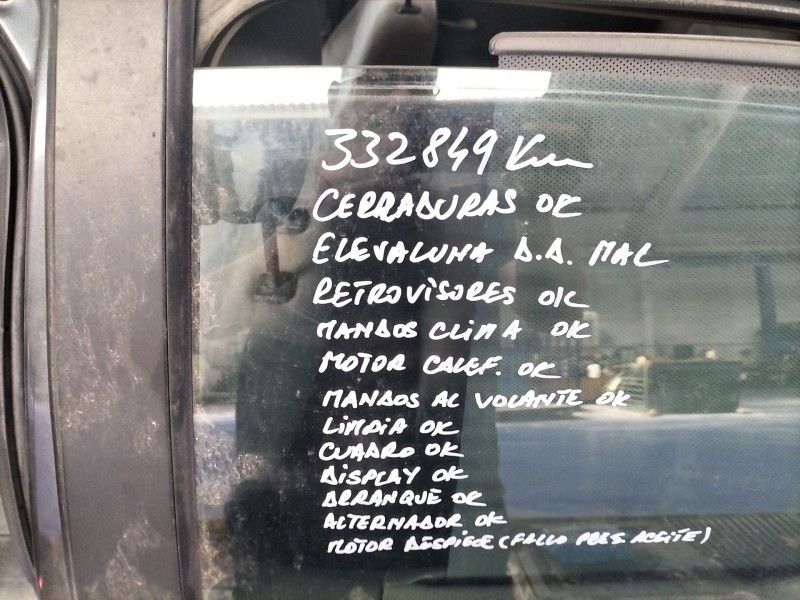 332849 Km
CERRADURAS OK
ELEVALUNA D.D. MAL
RETROVISORES OK
MANDOS CLIMA OK
MOTOR CALEF. OK
MANDOS AL VOLANTE OK
LIMPIA OK
CUADRO OK
DISPLAY OK
ARRANQUE OK
ALTERNADOR OK
MOTOR DESPIECE (FALLO PRES. ACEITE)